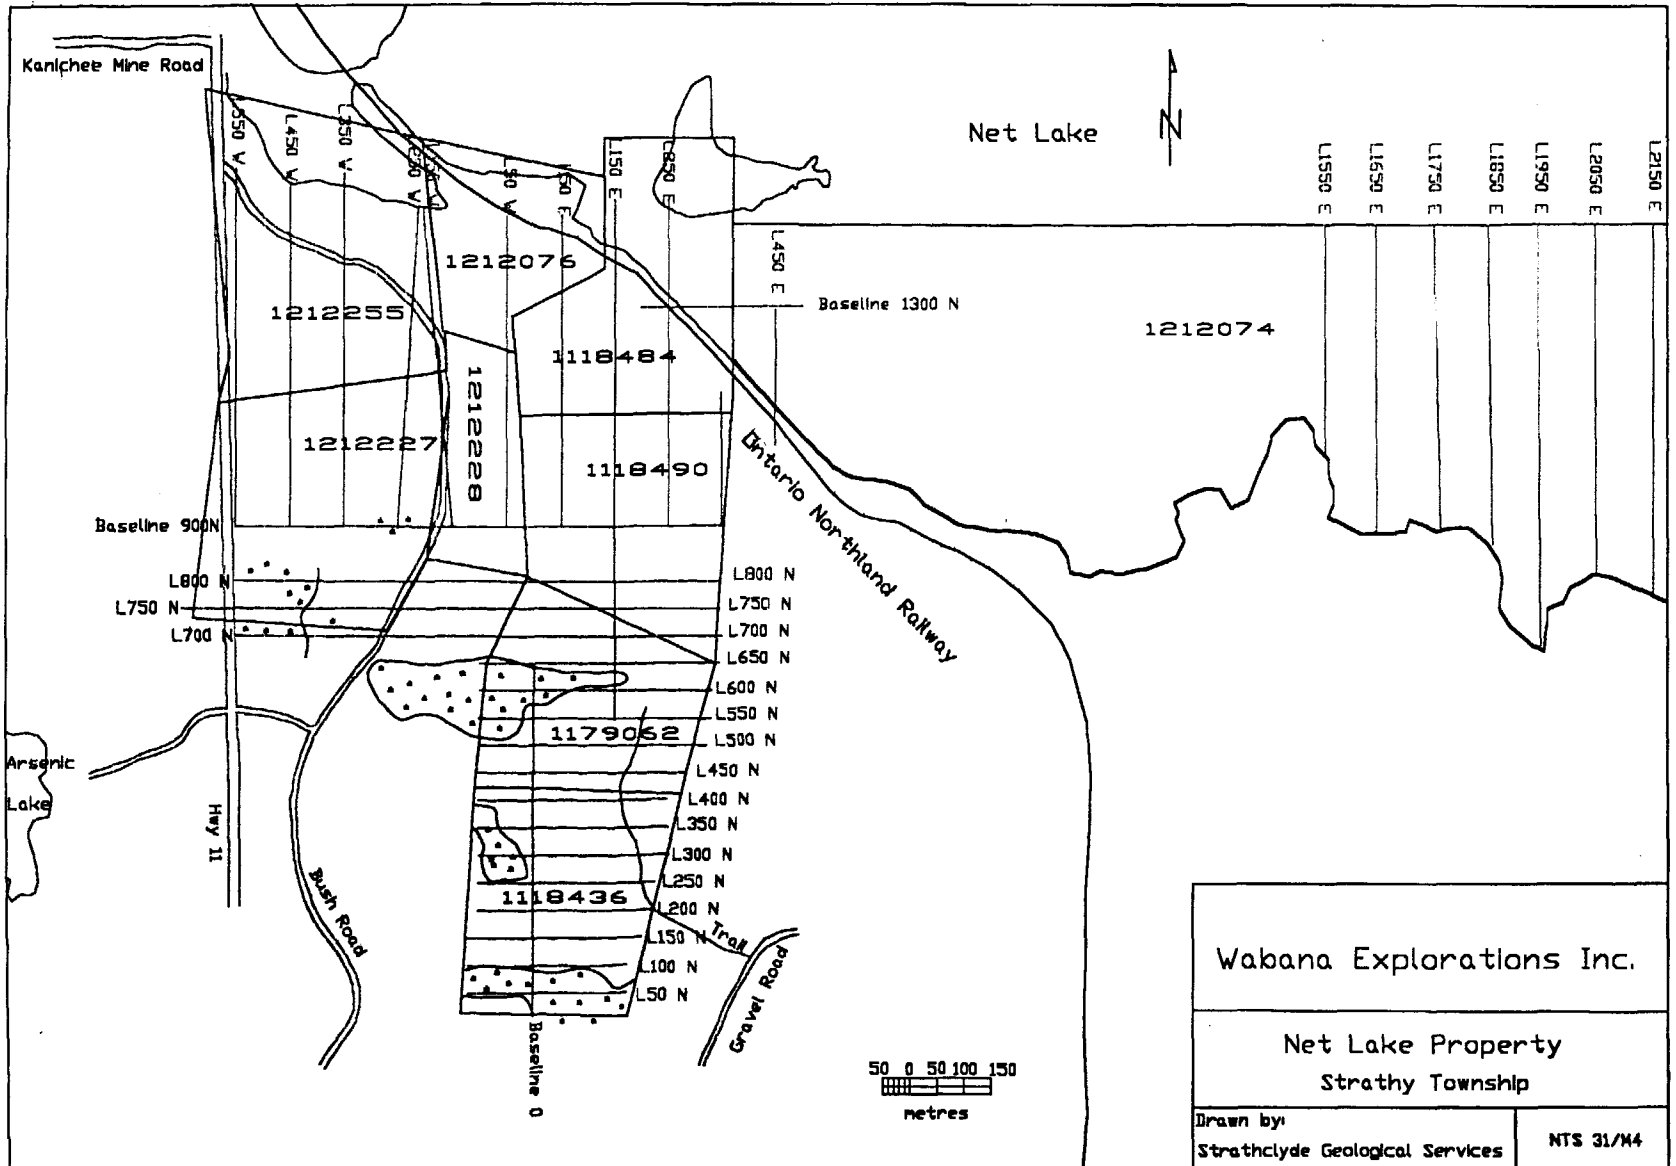 Kanichee Mine Road
L550 W
L450 W
L350 W
L50 W
L50 E
L150 E
L250 E
Net Lake
N
L1550 E
L1650 E
L1750 E
L1850 E
L1950 E
L2050 E
L2150 E
L450 E
1212076
1212255
Baseline 1300 N
1212074
1118484
1212227
1212228
1118490
Ontario Northland Railway
Baseline 900N
L800 N
L800 N
L750 N
L750 N
L700 N
L700 N
L650 N
L600 N
L550 N
1179062
L500 N
Arsenic
Lake
L450 N
L400 N
L350 N
Hwy 11
L300 N
L250 N
1118436
L200 N
Bush Road
L150 N
Trail
L100 N
L50 N
Gravel Road
Baseline 0
50 0 50 100 150
metres
Wabana Explorations Inc.
Net Lake Property
Strathy Township
Drawn by:
Strathclyde Geological Services
NTS 31/M4